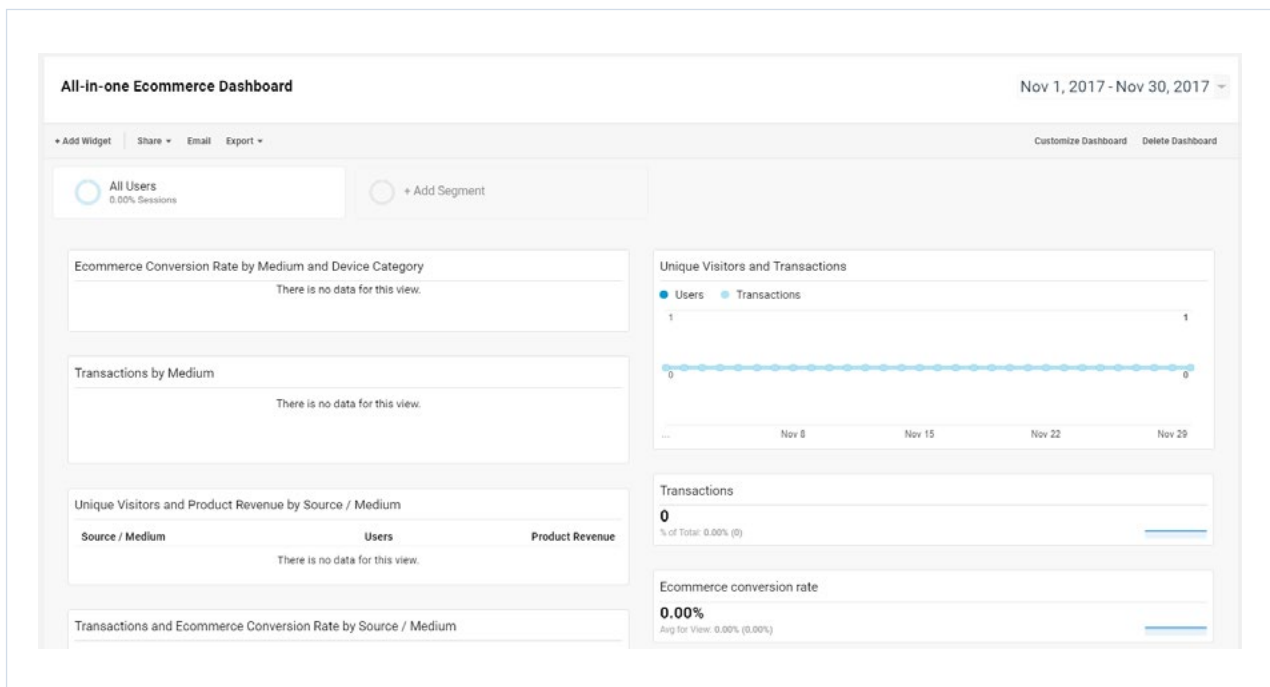 All-in-one Ecommerce Dashboard
Nov 1, 2017 - Nov 30, 2017
+ Add Widget Share Email Export
Customize Dashboard Delete Dashboard
All Users
0.00% Sessions
+ Add Segment
Ecommerce Conversion Rate by Medium and Device Category
There is no data for this view.
Transactions by Medium
There is no data for this view.
Unique Visitors and Product Revenue by Source / Medium
Source / Medium Users Product Revenue
There is no data for this view.
Transactions and Ecommerce Conversion Rate by Source / Medium
Unique Visitors and Transactions
Users Transactions
1 1
0 0
... Nov 8 Nov 15 Nov 22 Nov 29
Transactions
0
% of Total: 0.00% (0)
Ecommerce conversion rate
0.00%
Avg for View: 0.00% (0.00%)